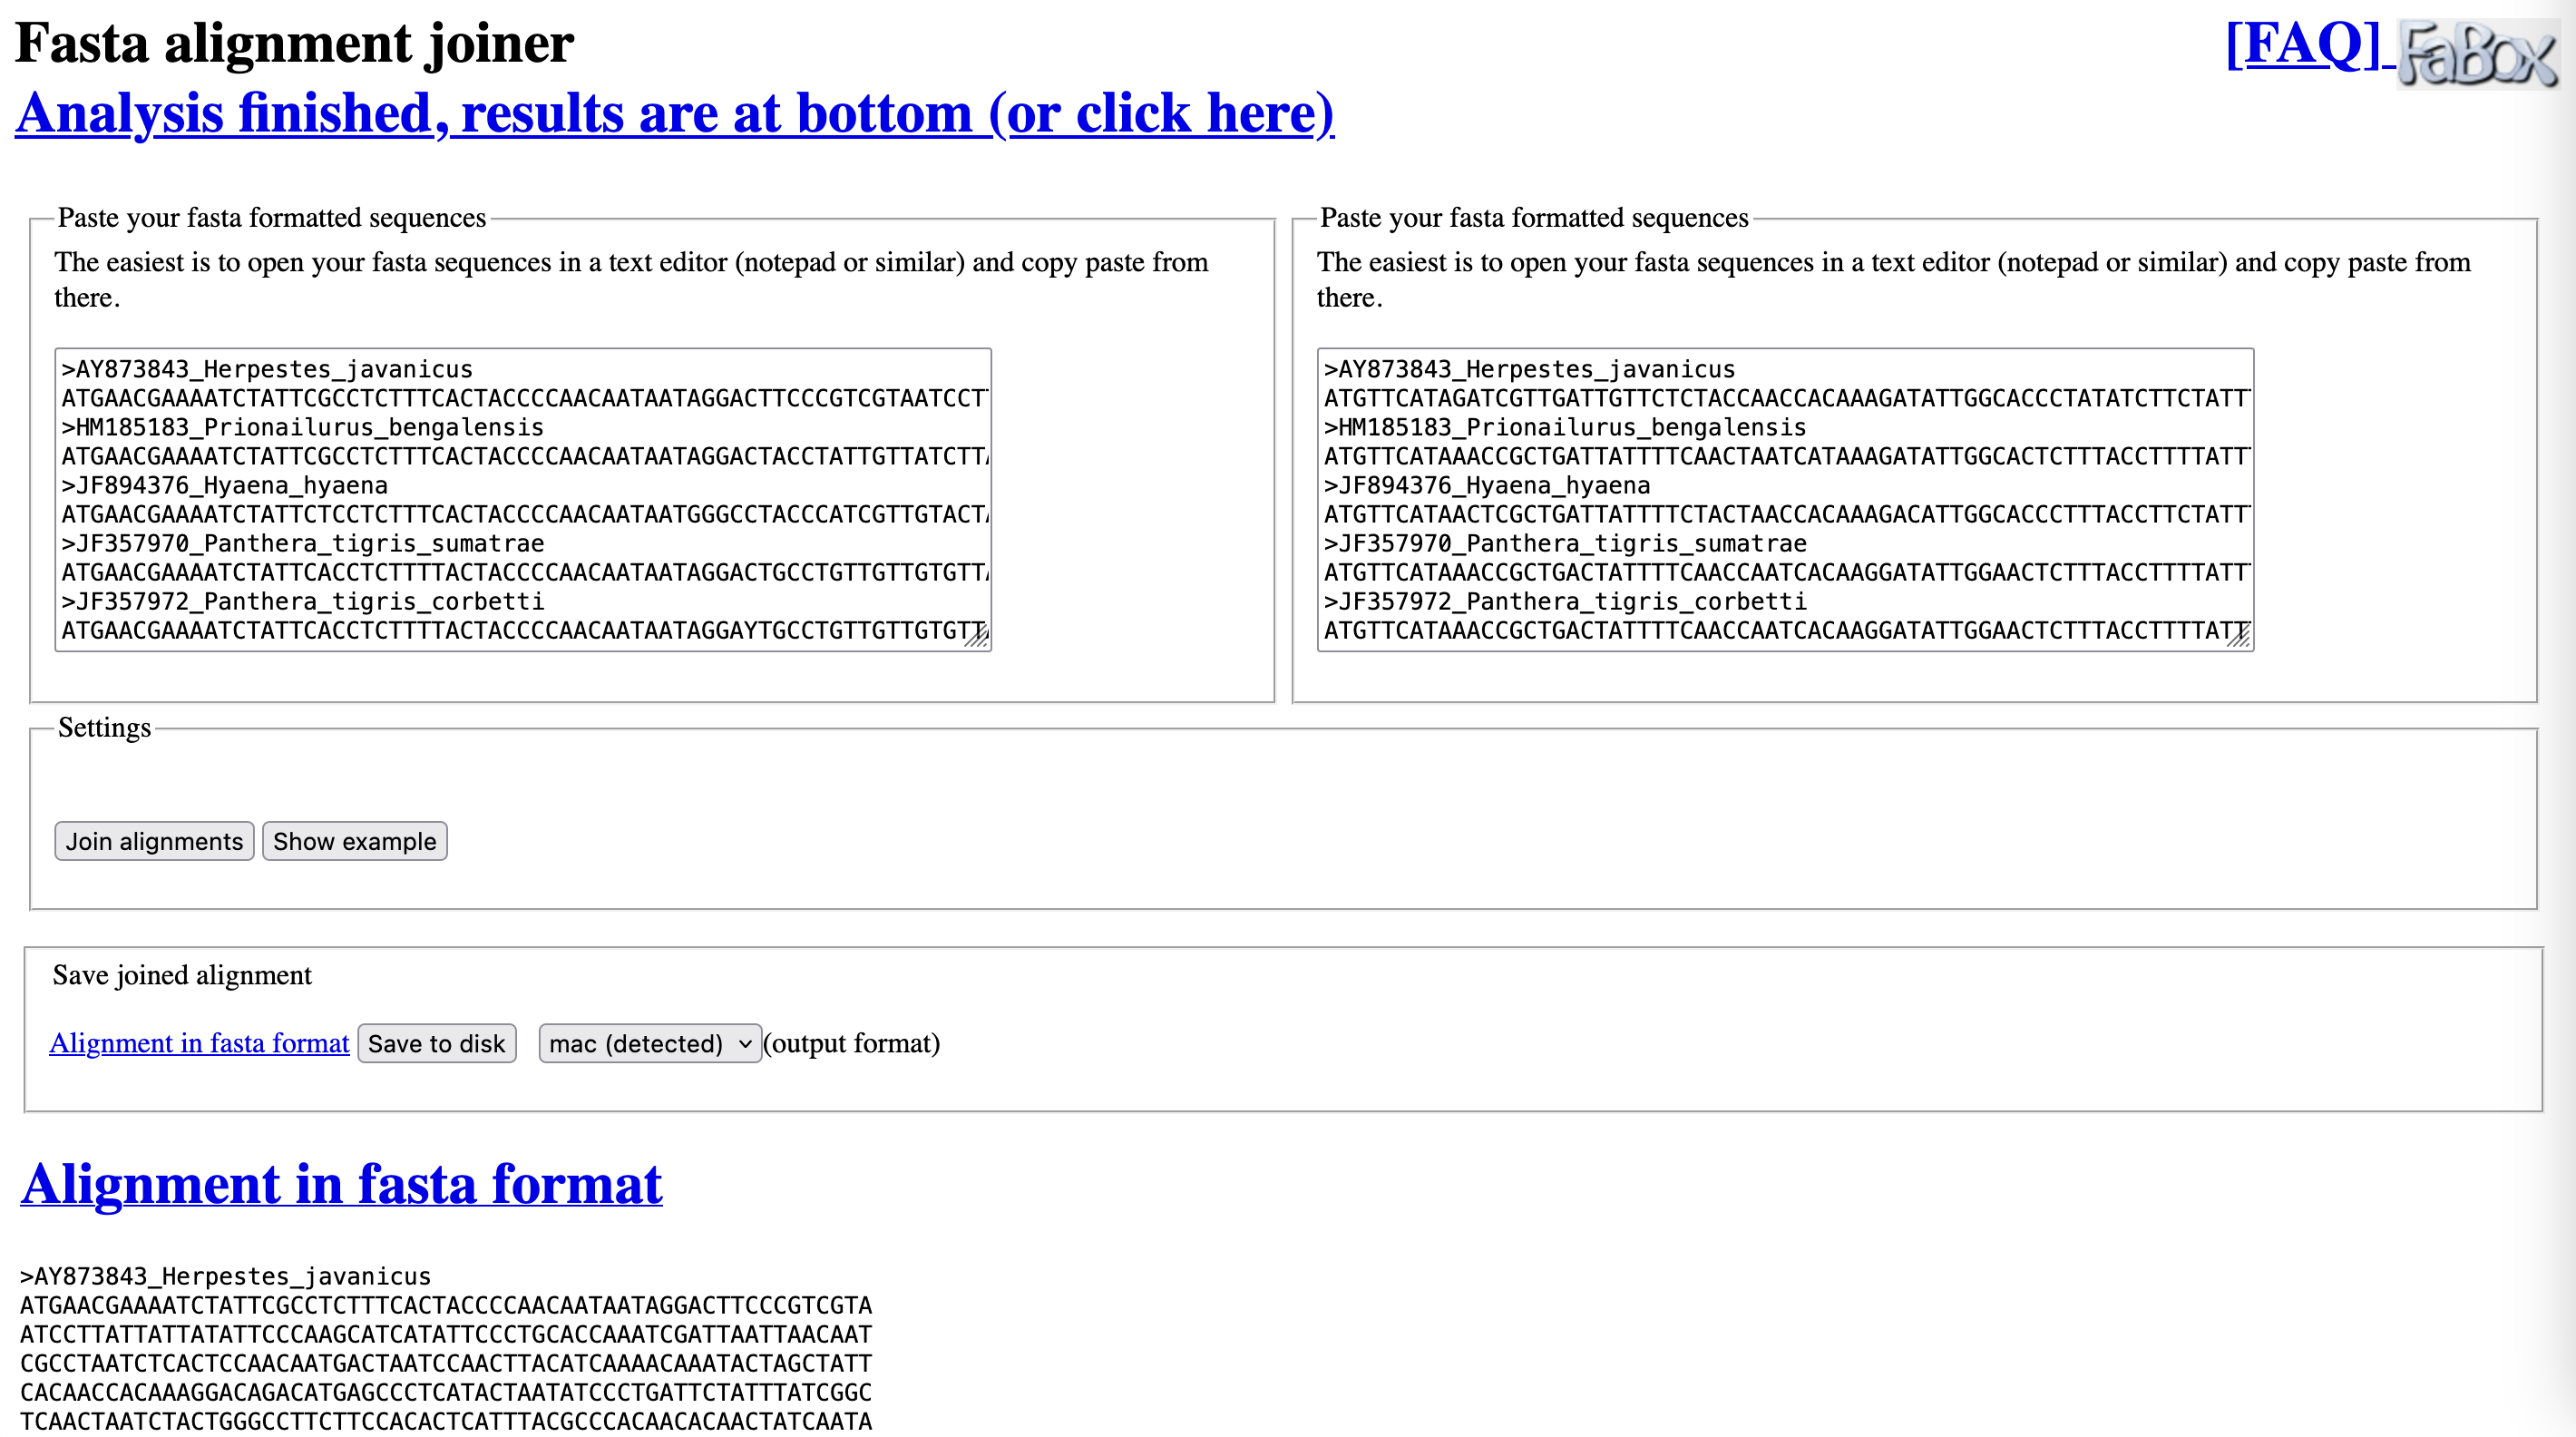 Fasta alignment joiner
[FAQ] FaBox
Analysis finished, results are at bottom (or click here)
Paste your fasta formatted sequences
The easiest is to open your fasta sequences in a text editor (notepad or similar) and copy paste from
there.
>AY873843_Herpestes_javanicus
ATGAACGAAAATCTATTCGCCTCTTTCACTACCCCAACAATAATAGGACTTCCCGTCGTAATCCT
>HM185183_Prionailurus_bengalensis
ATGAACGAAAATCTATTCGCCTCTTTCACTACCCCAACAATAATAGGACTACCTATTGTTATCTT
>JF894376_Hyaena_hyaena
ATGAACGAAAATCTATTCTCCTCTTTCACTACCCCAACAATAATGGGCCTACCCATCGTTGTACT
>JF357970_Panthera_tigris_sumatrae
ATGAACGAAAATCTATTCACCTCTTTTACTACCCCAACAATAATAGGACTGCCTGTTGTTGTGTT
>JF357972_Panthera_tigris_corbetti
ATGAACGAAAATCTATTCACCTCTTTTACTACCCCAACAATAATAGGAYTGCCTGTTGTTGTGTT
Paste your fasta formatted sequences
The easiest is to open your fasta sequences in a text editor (notepad or similar) and copy paste from
there.
>AY873843_Herpestes_javanicus
ATGTTCATAGATCGTTGATTGTTCTCTACCAACCACAAAGATATTGGCACCCTATATCTTCTATT
>HM185183_Prionailurus_bengalensis
ATGTTCATAAACCGCTGATTATTTTCAACTAATCATAAAGATATTGGCACTCTTTACCTTTTATT
>JF894376_Hyaena_hyaena
ATGTTCATAACTCGCTGATTATTTTCTACTAACCACAAAGACATTGGCACCCTTTACCTTCTATT
>JF357970_Panthera_tigris_sumatrae
ATGTTCATAAACCGCTGACTATTTTCAACCAATCACAAGGATATTGGAACTCTTTACCTTTTATT
>JF357972_Panthera_tigris_corbetti
ATGTTCATAAACCGCTGACTATTTTCAACCAATCACAAGGATATTGGAACTCTTTACCTTTTATT
Settings
Join alignments Show example
Save joined alignment
Alignment in fasta format Save to disk mac (detected) (output format)
Alignment in fasta format
>AY873843_Herpestes_javanicus
ATGAACGAAAATCTATTCGCCTCTTTCACTACCCCAACAATAATAGGACTTCCCGTCGTA
ATCCTTATTATTATATTCCCAAGCATCATATTCCCTGCACCAAATCGATTAATTAACAAT
CGCCTAATCTCACTCCAACAATGACTAATCCAACTTACATCAAAACAAATACTAGCTATT
CACAACCACAAAGGACAGACATGAGCCCTCATACTAATATCCCTGATTCTATTTATCGGC
TCAACTAATCTACTGGGCCTTCTTCCACACTCATTTACGCCCACAACACAACTATCAATA